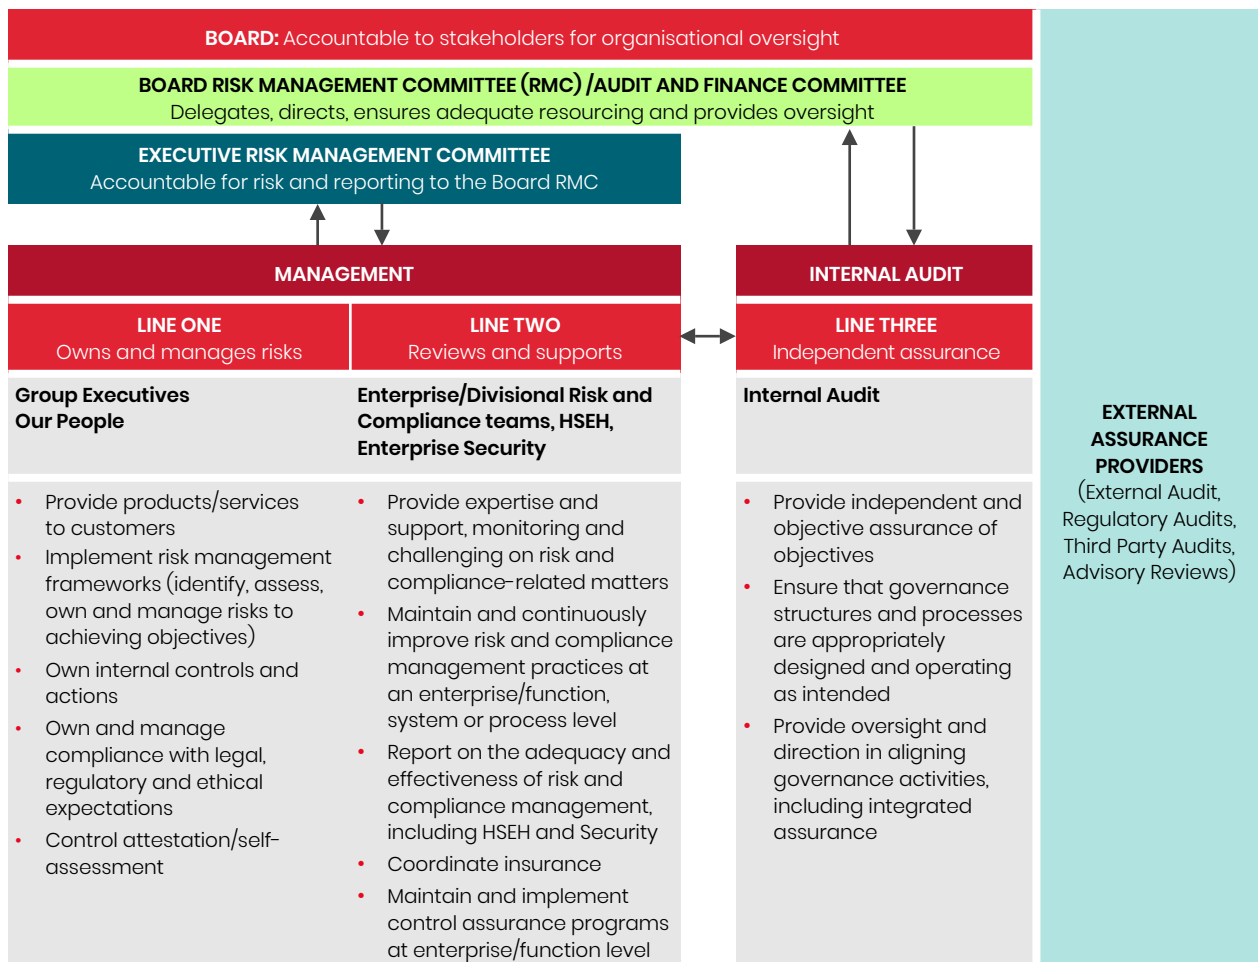 BOARD: Accountable to stakeholders for organisational oversight
BOARD RISK MANAGEMENT COMMITTEE (RMC) /AUDIT AND FINANCE COMMITTEE
Delegates, directs, ensures adequate resourcing and provides oversight
EXECUTIVE RISK MANAGEMENT COMMITTEE
Accountable for risk and reporting to the Board RMC
MANAGEMENT
LINE ONE
Owns and manages risks
Group Executives
Our People
• Provide products/services
to customers
• Implement risk management
frameworks (identify, assess,
own and manage risks to
achieving objectives)
• Own internal controls and
actions
• Own and manage
compliance with legal,
regulatory and ethical
expectations
• Control attestation/self-
assessment
LINE TWO
Reviews and supports
Enterprise/Divisional Risk and
Compliance teams, HSEH,
Enterprise Security
• Provide expertise and
support, monitoring and
challenging on risk and
compliance-related matters
• Maintain and continuously
improve risk and compliance
management practices at
an enterprise/function,
system or process level
• Report on the adequacy and
effectiveness of risk and
compliance management,
including HSEH and Security
• Coordinate insurance
• Maintain and implement
control assurance programs
at enterprise/function level
INTERNAL AUDIT
LINE THREE
Independent assurance
Internal Audit
• Provide independent and
objective assurance of
objectives
• Ensure that governance
structures and processes
are appropriately
designed and operating
as intended
• Provide oversight and
direction in aligning
governance activities,
including integrated
assurance
EXTERNAL
ASSURANCE
PROVIDERS
(External Audit,
Regulatory Audits,
Third Party Audits,
Advisory Reviews)